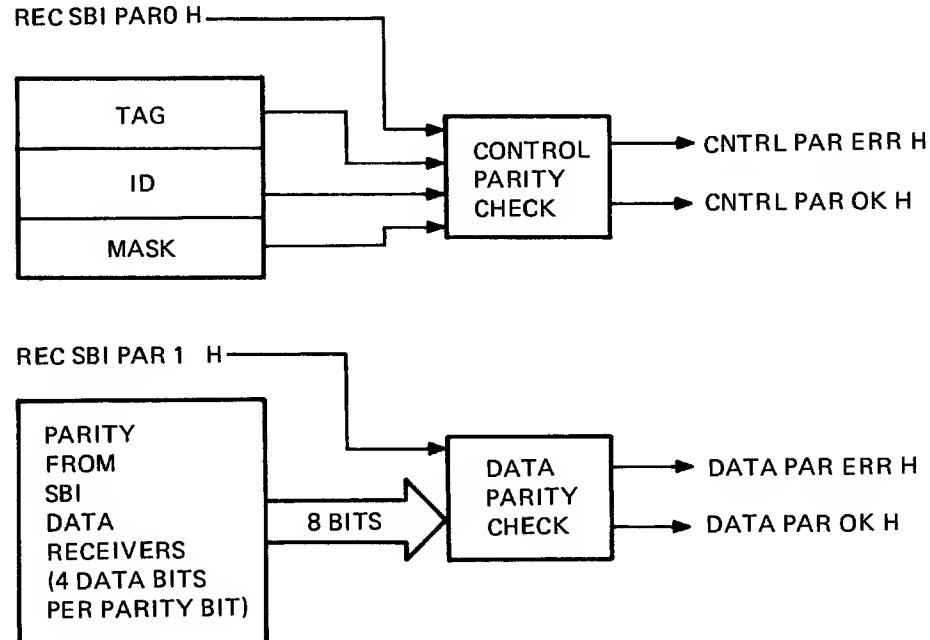 REC SBI PAR0 H
TAG
ID
MASK
CONTROL
PARITY
CHECK
CNTRL PAR ERR H
CNTRL PAR OK H
REC SBI PAR 1 H
PARITY
FROM
SBI
DATA
RECEIVERS
(4 DATA BITS
PER PARITY BIT)
8 BITS
DATA
PARITY
CHECK
DATA PAR ERR H
DATA PAR OK H